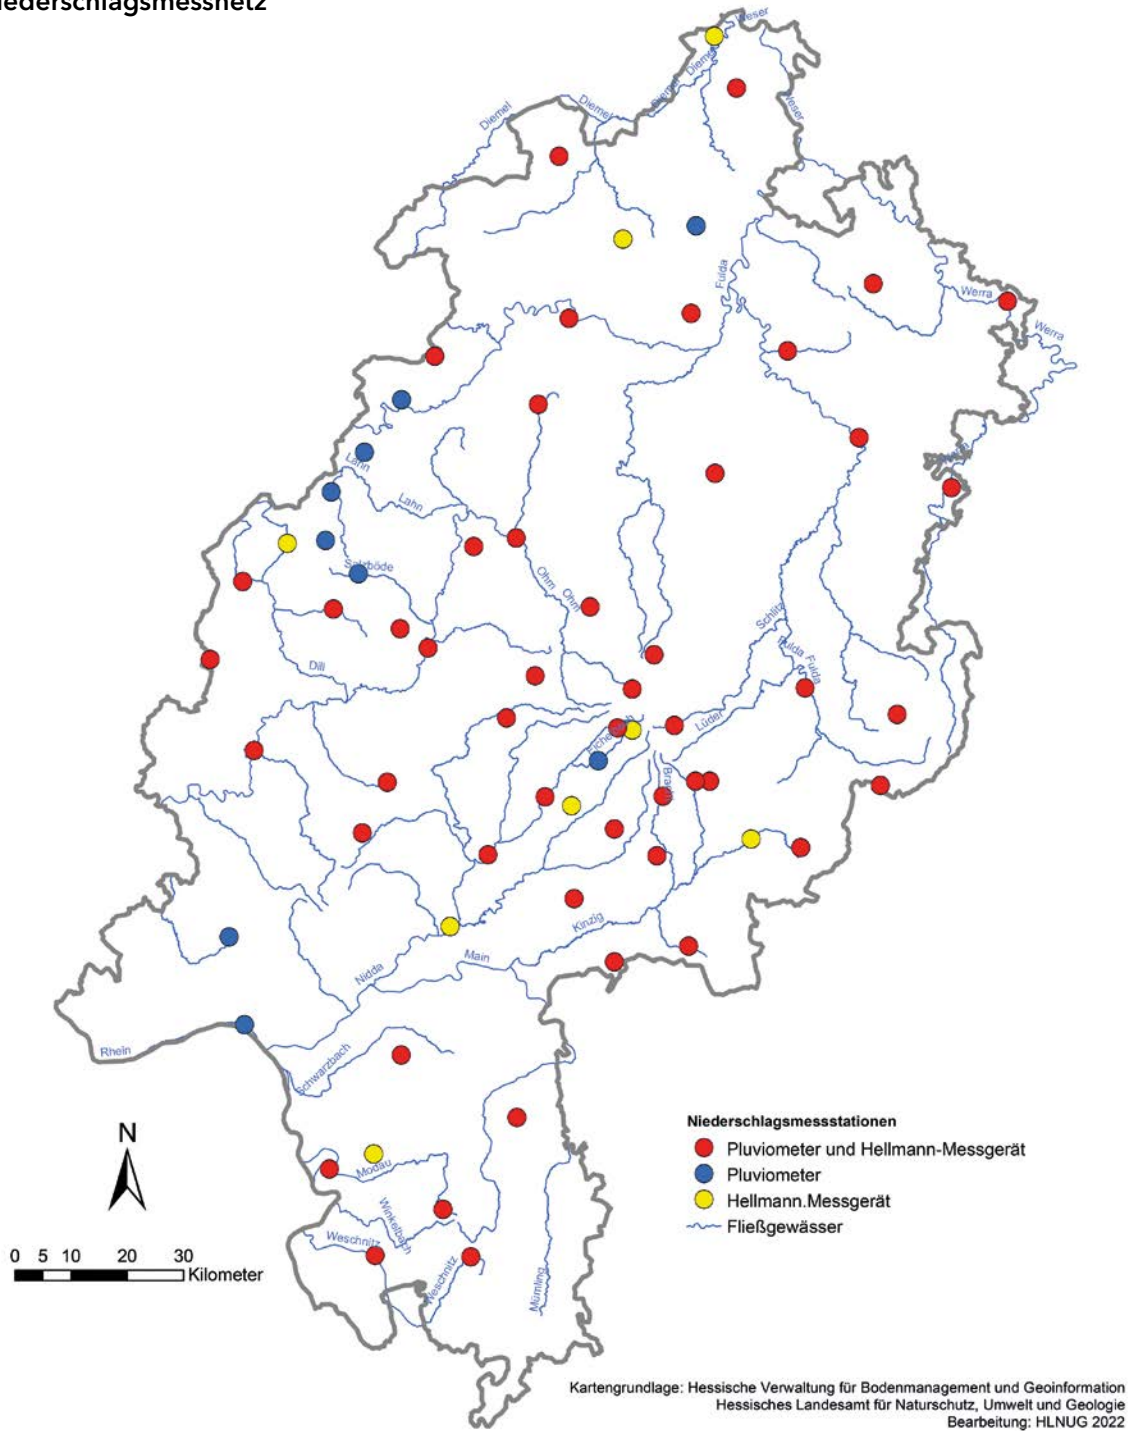 iederschlagsmessnetz
Weser
Diemel
Diemel
Diemel
Diemel
Weser
Fulda
Werra
Werra
Lahn
Lahn
Salzböde
Ohm
Ohm
Schlitz
Fulda
Fulda
Dill
Lüder
Kinzig
Main
Nidda
Rhein
Schwarzbach
Modau
Winkelbach
Weschnitz
Weschnitz
Mümling
N
0 5 10 20 30
Kilometer
Niederschlagsmessstationen
Pluviometer und Hellmann-Messgerät
Pluviometer
Hellmann.Messgerät
Fließgewässer
Kartengrundlage: Hessische Verwaltung für Bodenmanagement und Geoinformation
Hessisches Landesamt für Naturschutz, Umwelt und Geologie
Bearbeitung: HLNUG 2022